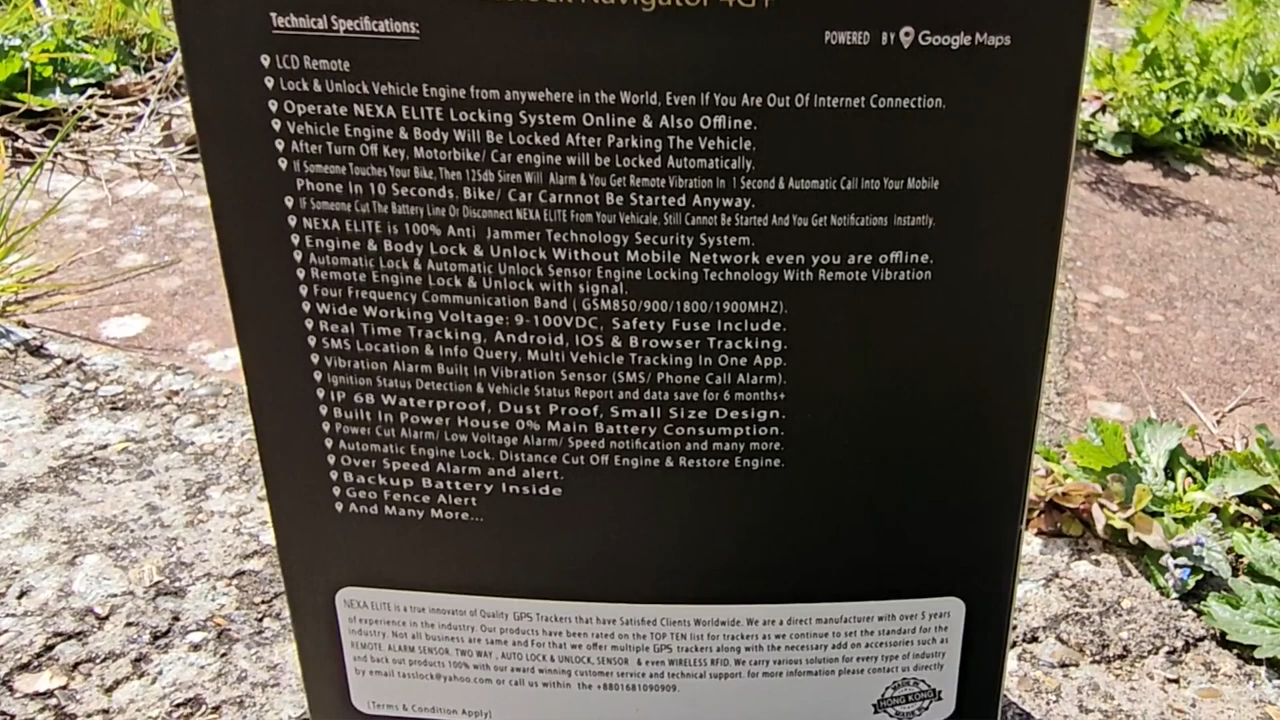 Navigator 4G+
Technical Specifications:
POWERED BY Google Maps
LCD Remote
Lock & Unlock Vehicle Engine from anywhere in the World, Even If You Are Out Of Internet Connection.
Operate NEXA ELITE Locking System Online & Also Offline.
Vehicle Engine & Body Will Be Locked After Parking The Vehicle.
After Turn Off Key, Motorbike/ Car engine will be Locked Automatically.
If Someone Touches Your Bike, Then 125db Siren Will Alarm & You Get Remote Vibration In 1 Second & Automatic Call Into Your Mobile
Phone In 10 Seconds. Bike/ Car Carnnot Be Started Anyway.
IF Someone Cut The Battery Line Or Disconnect NEXA ELITE From Your Vehicale, Still Cannot Be Started And You Get Notifications Instantly.
NEXA ELITE is 100% Anti Jammer Technology Security System.
Engine & Body Lock & Unlock Without Mobile Network even you are offline.
Automatic Lock & Automatic Unlock Sensor Engine Locking Technology With Remote Vibration
Remote Engine Lock & Unlock with signal.
Four Frequency Communication Band ( GSM850/900/1800/1900MHZ).
Wide Working Voltage: 9-100VDC, Safety Fuse Include.
Real Time Tracking, Android, IOS & Browser Tracking.
SMS Location & Info Query, Multi Vehicle Tracking In One App.
Vibration Alarm Built In Vibration Sensor (SMS/ Phone Call Alarm).
Ignition Status Detection & Vehicle Status Report and data save for 6 months+
IP 68 Waterproof, Dust Proof, Small Size Design.
Built In Power House 0% Main Battery Consumption.
Power Cut Alarm/ Low Voltage Alarm/ Speed notification and many more.
Automatic Engine Lock. Distance Cut Off Engine & Restore Engine.
Over Speed Alarm and alert.
Backup Battery Inside
Geo Fence Alert
And Many More...
NEXA ELITE is a true innovator of Quality GPS Trackers that have Satisfied Clients Worldwide. We are a direct manufacturer with over 5 years
of experience in the industry. Our products have been rated on the TOP TEN list for trackers as we continue to set the standard for the
industry. Not all business are same and For that we offer multiple GPS trackers along with the necessary add on accessories such as
REMOTE, ALARM SENSOR, TWO WAY , AUTO LOCK & UNLOCK, SENSOR & even WIRELESS RFID. We carry various solution for every type of industry
and back out products 100% with our award winning customer service and technical support. for more information please contact us directly
by email tasslock@yahoo.com or call us within the +8801681090909.
MADE IN
HONG KONG
[Terms & Condition Apply]